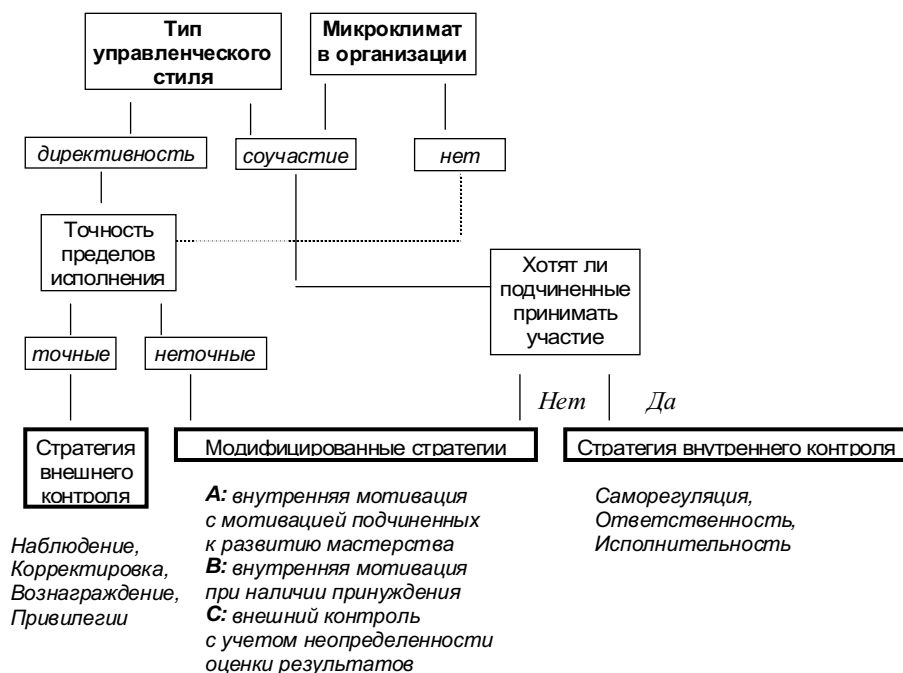 Тип
управленческого
стиля
Микроклимат
в организации
директивность
соучастие
нет
Точность
пределов
исполнения
Хотят ли
подчиненные
принимать
участие
точные
неточные
Нет
Да
Стратегия
внешнего
контроля
Модифицированные стратегии
Стратегия внутреннего контроля
Наблюдение,
Корректировка,
Вознаграждение,
Привилегии
А: внутренняя мотивация
с мотивацией подчиненных
к развитию мастерства
В: внутренняя мотивация
при наличии принуждения
С: внешний контроль
с учетом неопределенности
оценки результатов
Саморегуляция,
Ответственность,
Исполнительность